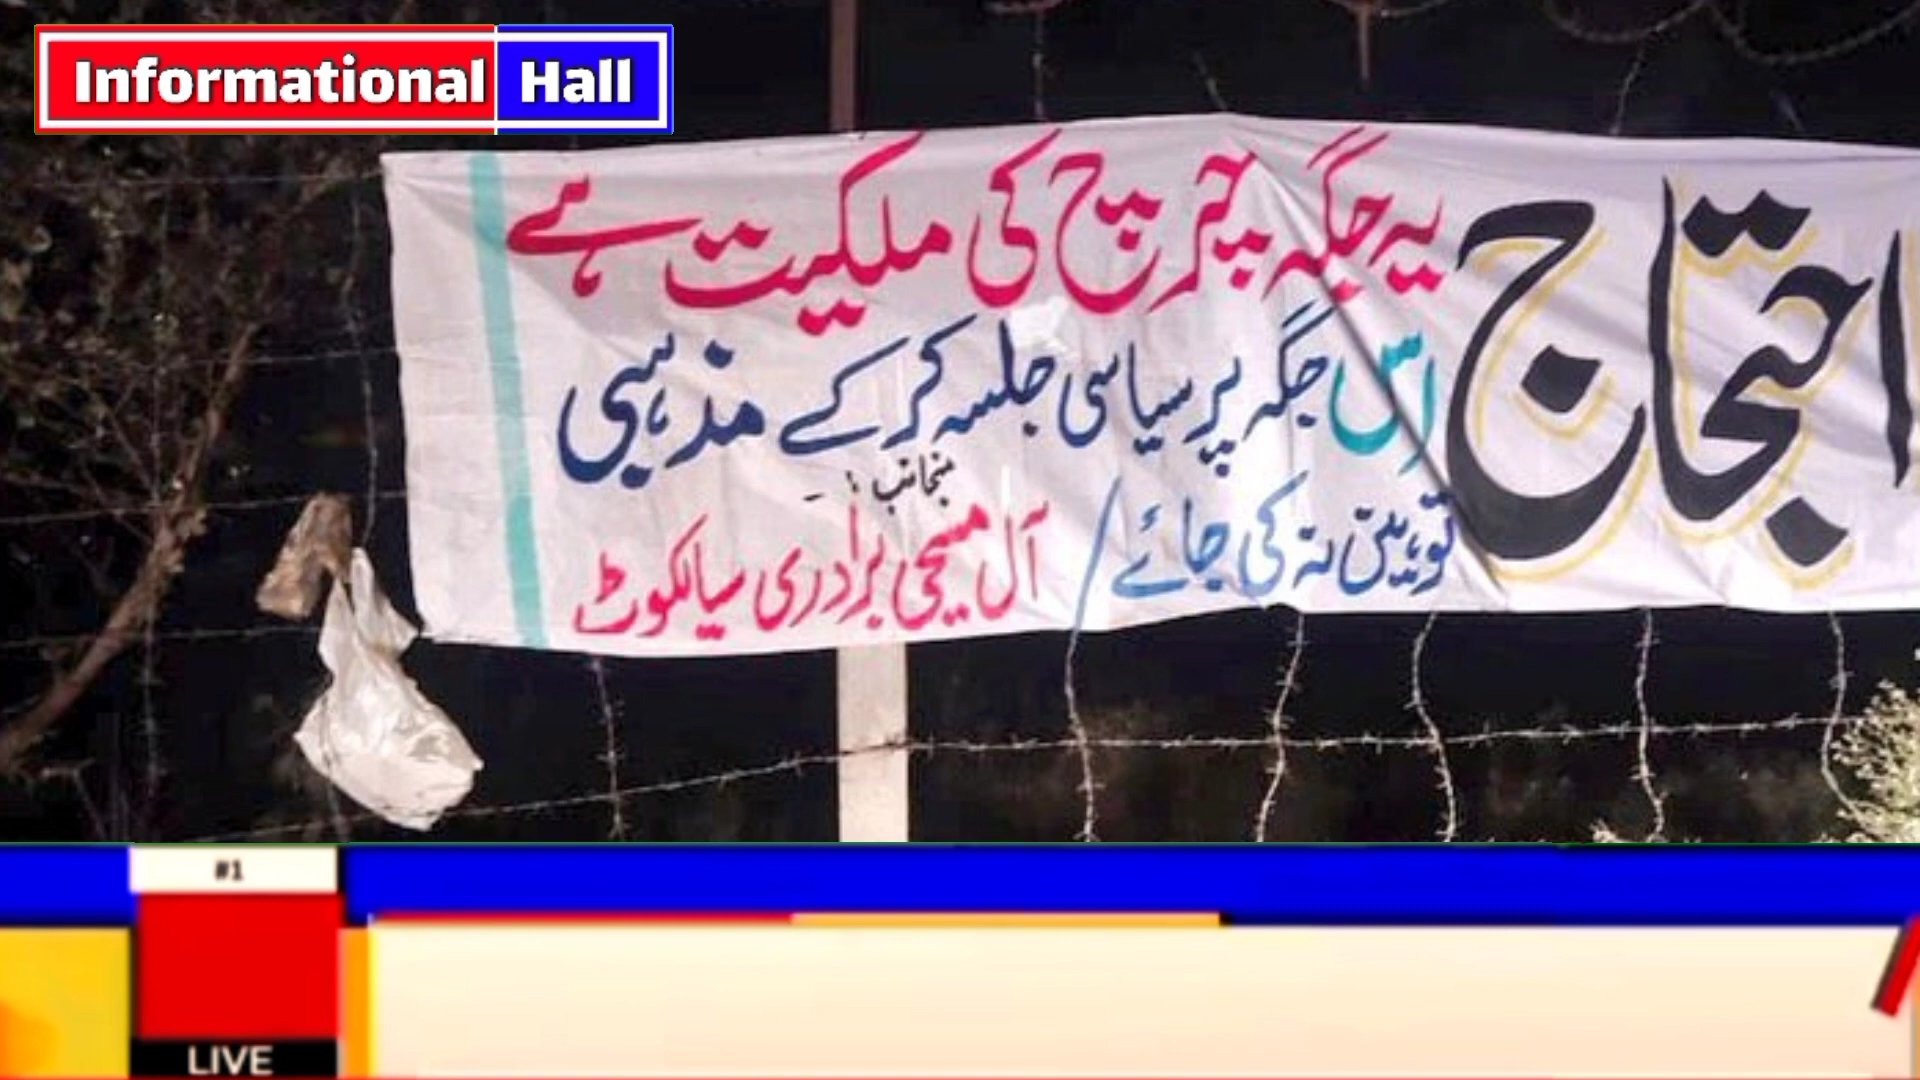 Informational Hall
احتجاج
یہ جگہ چرچ کی ملکیت ہے
اس جگہ پر سیاسی جلسہ کر کے مذہبی
توہین نہ کی جائے / منجانب:
آل مسیحی برادری سیالکوٹ
#1
LIVE